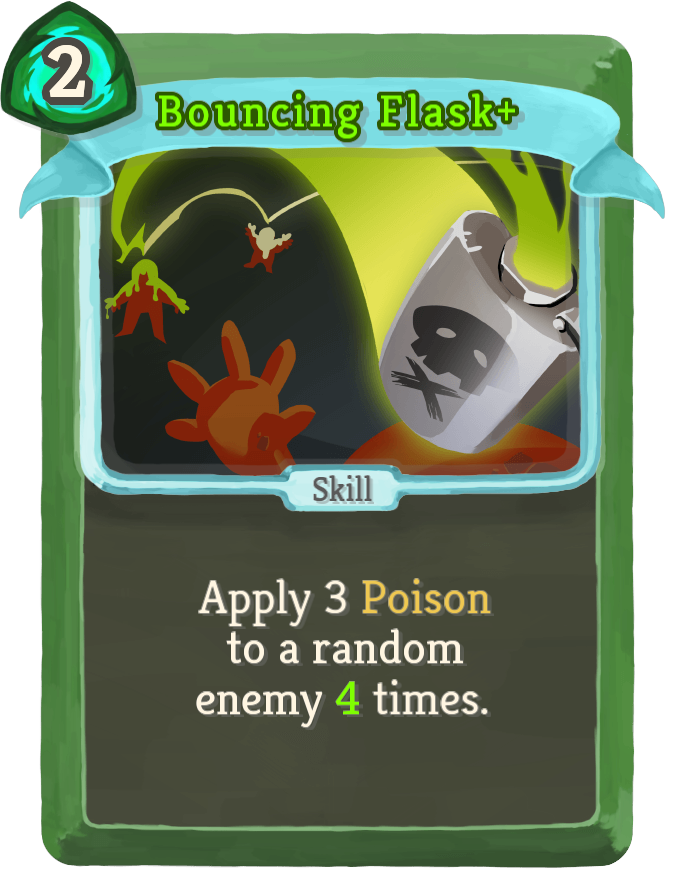 2
Bouncing Flask+
Skill
Apply 3 Poison
to a random
enemy 4 times.